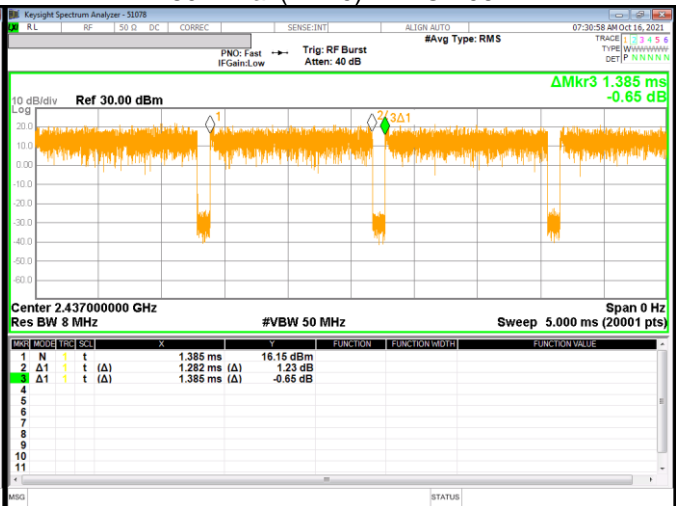 Keysight Spectrum Analyzer - 51078
RL RF 50 Ω DC CORREC SENSE:INT ALIGN AUTO 07:30:58 AM Oct 16, 2021
#Avg Type: RMS
TRACE 1 2 3 4 5 6
TYPE W
DET P N N N N N
PNO: Fast
IFGain:Low
Trig: RF Burst
Atten: 40 dB
ΔMkr3 1.385 ms
-0.65 dB
10 dB/div Ref 30.00 dBm
Log
1
3Δ1
20.0
10.0
0.00
-10.0
-20.0
-30.0
-40.0
-50.0
-60.0
Center 2.437000000 GHz Span 0 Hz
Res BW 8 MHz #VBW 50 MHz Sweep 5.000 ms (20001 pts)
MKR MODE TRC SCL X Y FUNCTION FUNCTION WIDTH FUNCTION VALUE
1 N 1 t 1.385 ms 16.15 dBm
2 Δ1 1 t (Δ) 1.282 ms (Δ) 1.23 dB
3 Δ1 1 t (Δ) 1.385 ms (Δ) -0.65 dB
4
5
6
7
8
9
10
11
MSG STATUS